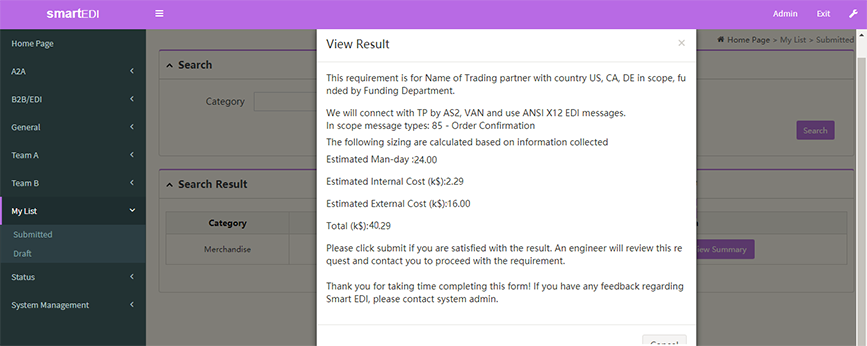 smartEDI
Admin
Exit
Home Page
A2A
B2B/EDI
General
Team A
Team B
My List
Submitted
Draft
Status
System Management
Home Page > My List > Submitted
Search
Category
Search
Search Result
Category
Merchandise
View Result
×
This requirement is for Name of Trading partner with country US, CA, DE in scope, fu
nded by Funding Department.
We will connect with TP by AS2, VAN and use ANSI X12 EDI messages.
In scope message types: 85 - Order Confirmation
The following sizing are calculated based on information collected
Estimated Man-day :24.00
Estimated Internal Cost (k$):2.29
Estimated External Cost (k$):16.00
Total (k$):40.29
Please click submit if you are satisfied with the result. An engineer will review this re
quest and contact you to proceed with the requirement.
Thank you for taking time completing this form! If you have any feedback regarding
Smart EDI, please contact system admin.
Summary